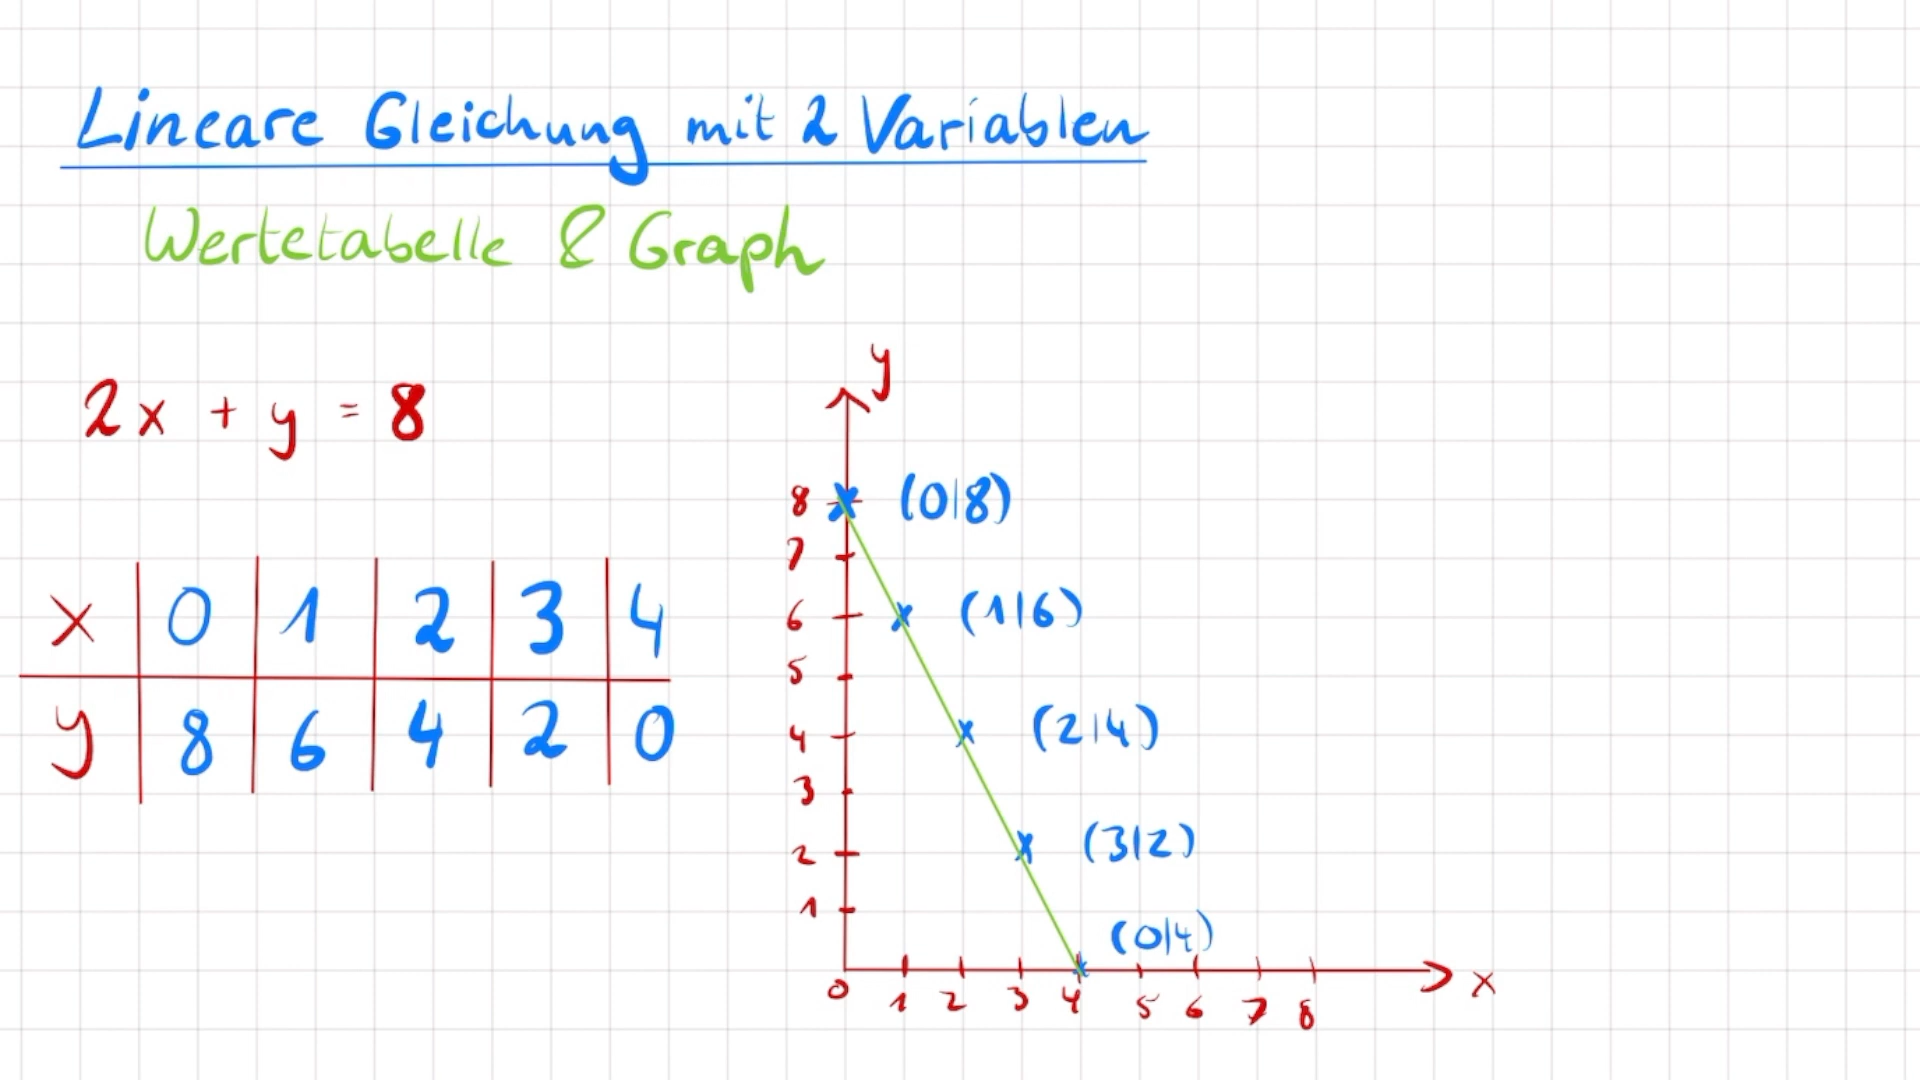 Lineare Gleichung mit 2 Variablen
Wertetabelle & Graph
2x + y = 8
x 0 1 2 3 4
y 8 6 4 2 0
y
8 (0|8)
7
6 (1|6)
5
4 (2|4)
3
2 (3|2)
1 (0|4)
0 1 2 3 4 5 6 7 8 x